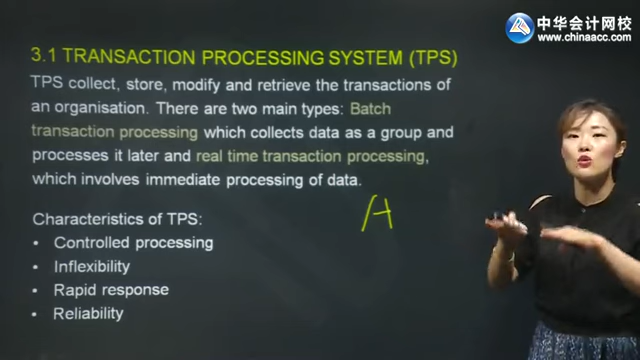 中华会计网校
www.chinaacc.com
3.1 TRANSACTION PROCESSING SYSTEM (TPS)
TPS collect, store, modify and retrieve the transactions of
an organisation. There are two main types: Batch
transaction processing which collects data as a group and
processes it later and real time transaction processing,
which involves immediate processing of data.
Characteristics of TPS:
• Controlled processing
• Inflexibility
• Rapid response
• Reliability